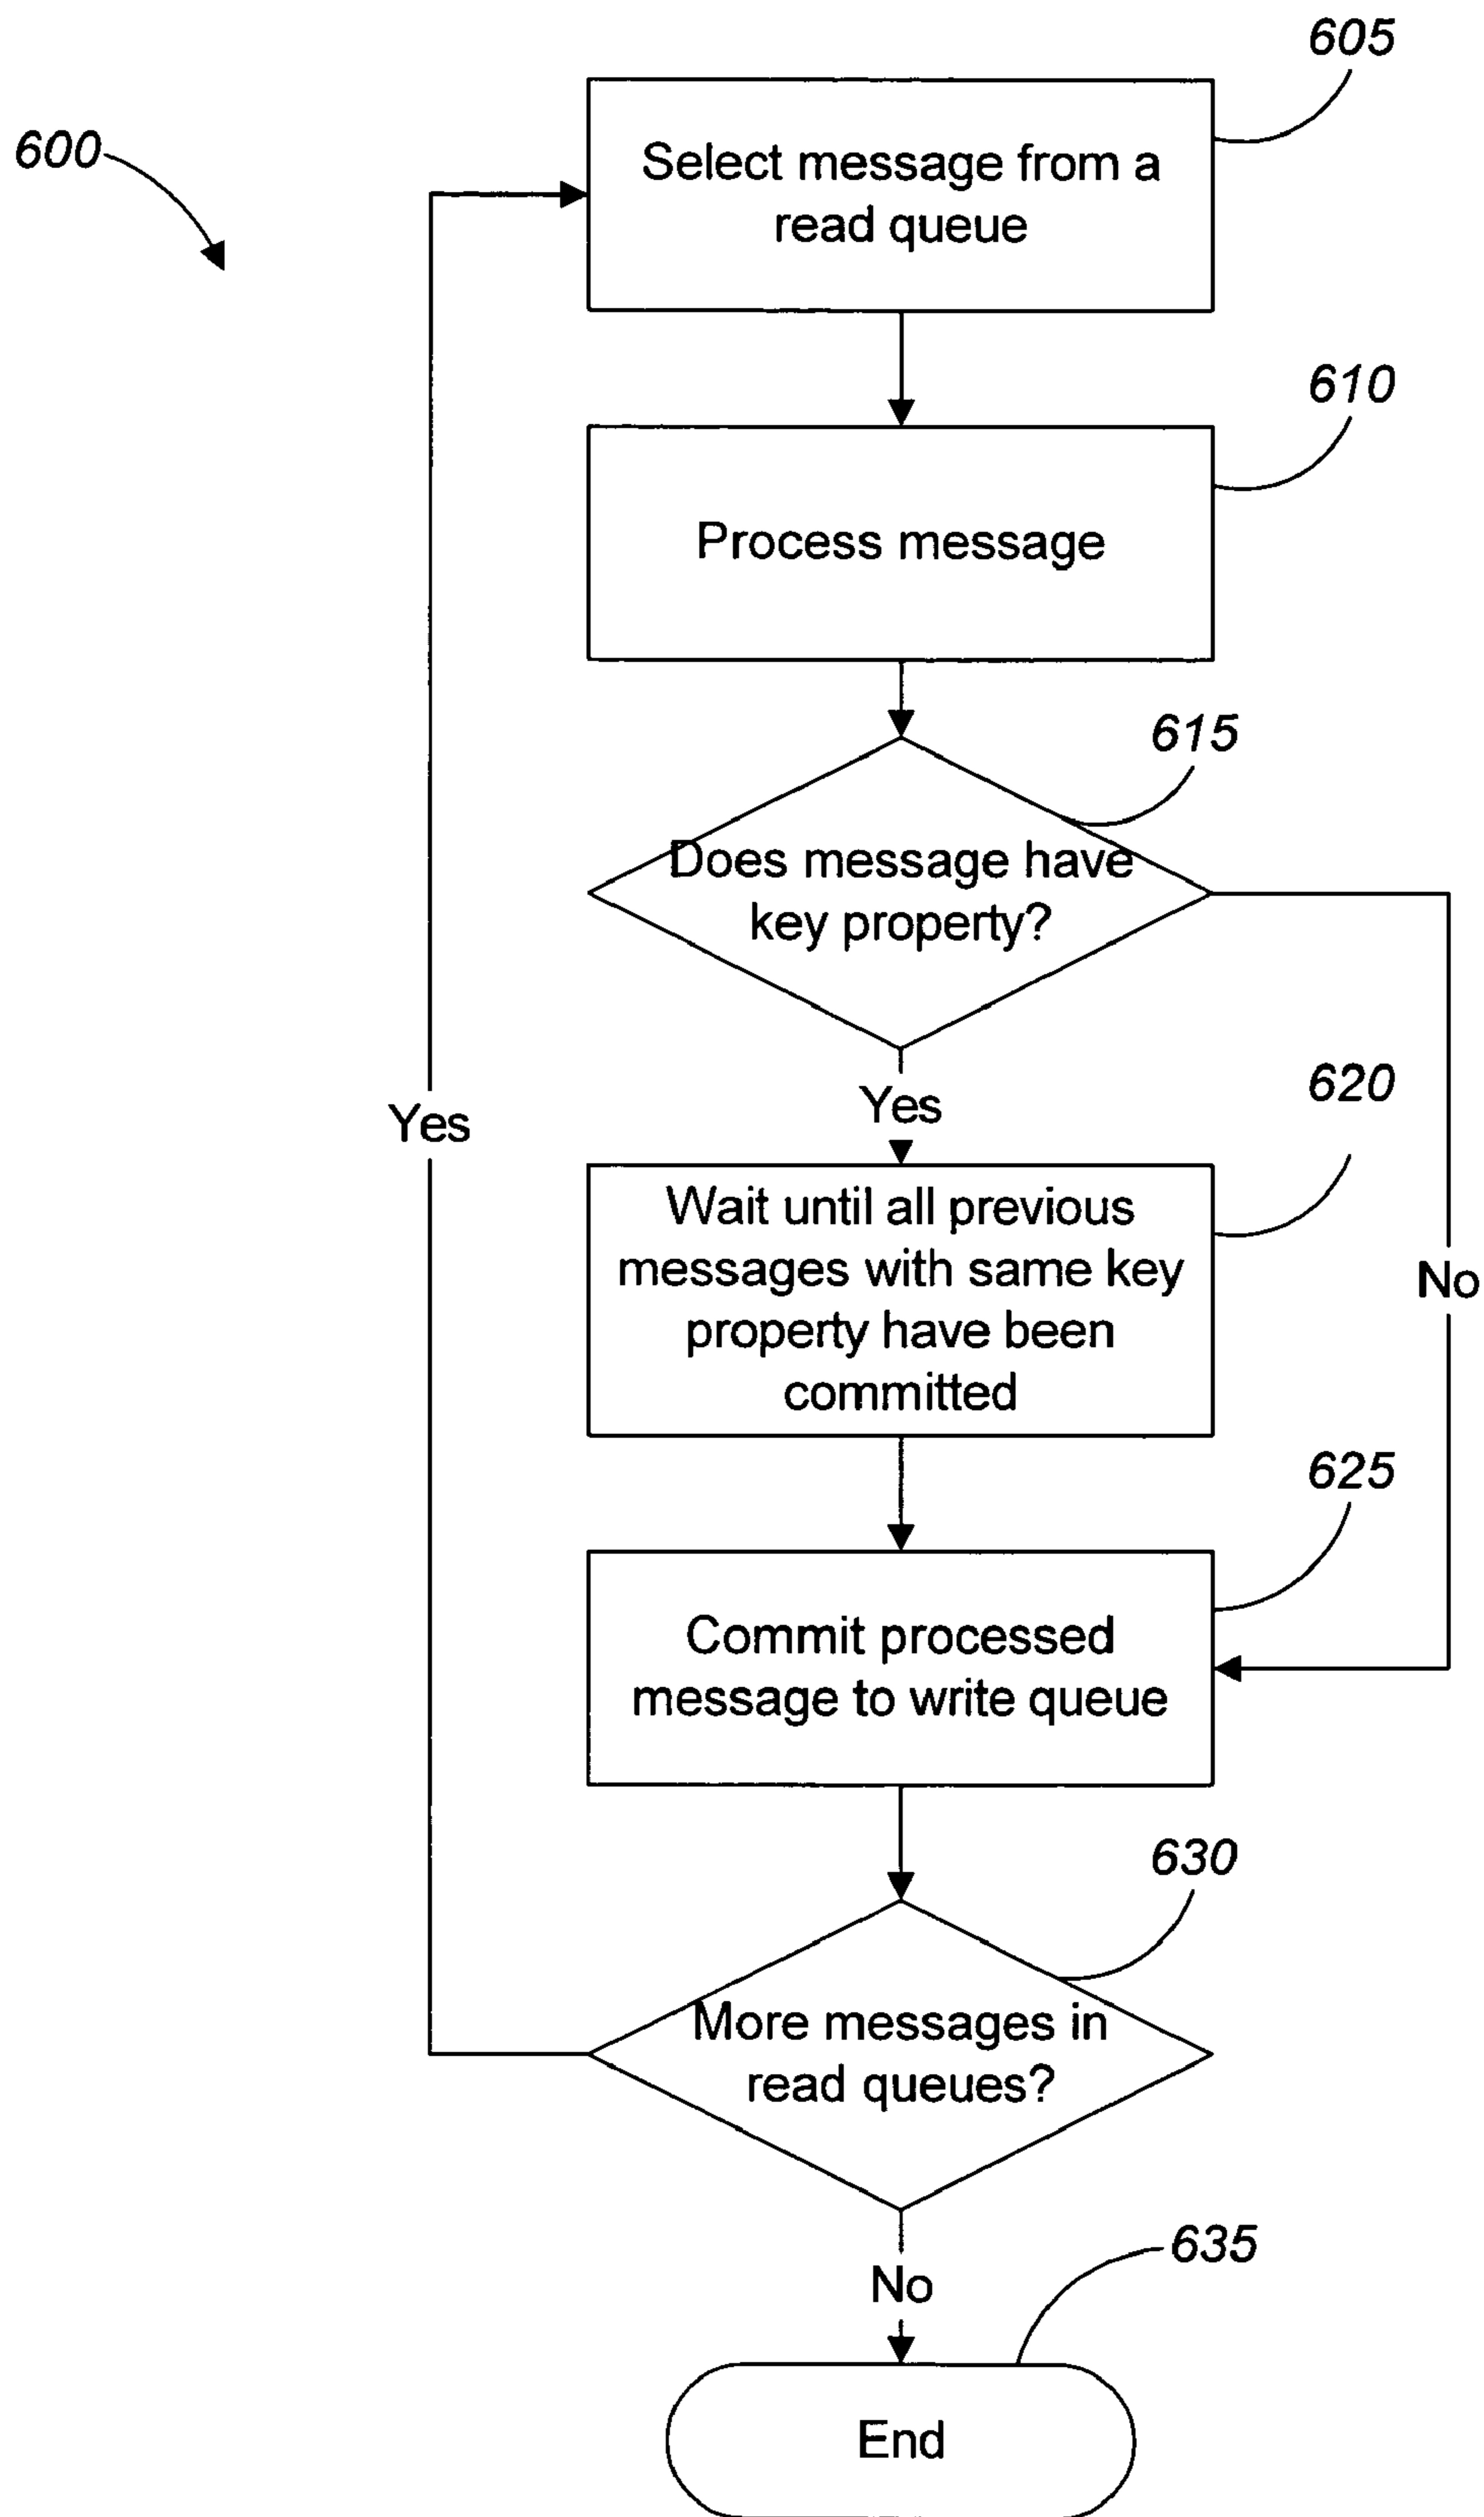 605
600
Select message from a
read queue
610
Process message
615
Does message have
key property?
620
Yes
Yes
Wait until all previous
messages with same key
property have been
committed
No
625
Commit processed
message to write queue
630
More messages in
read queues?
635
No
End